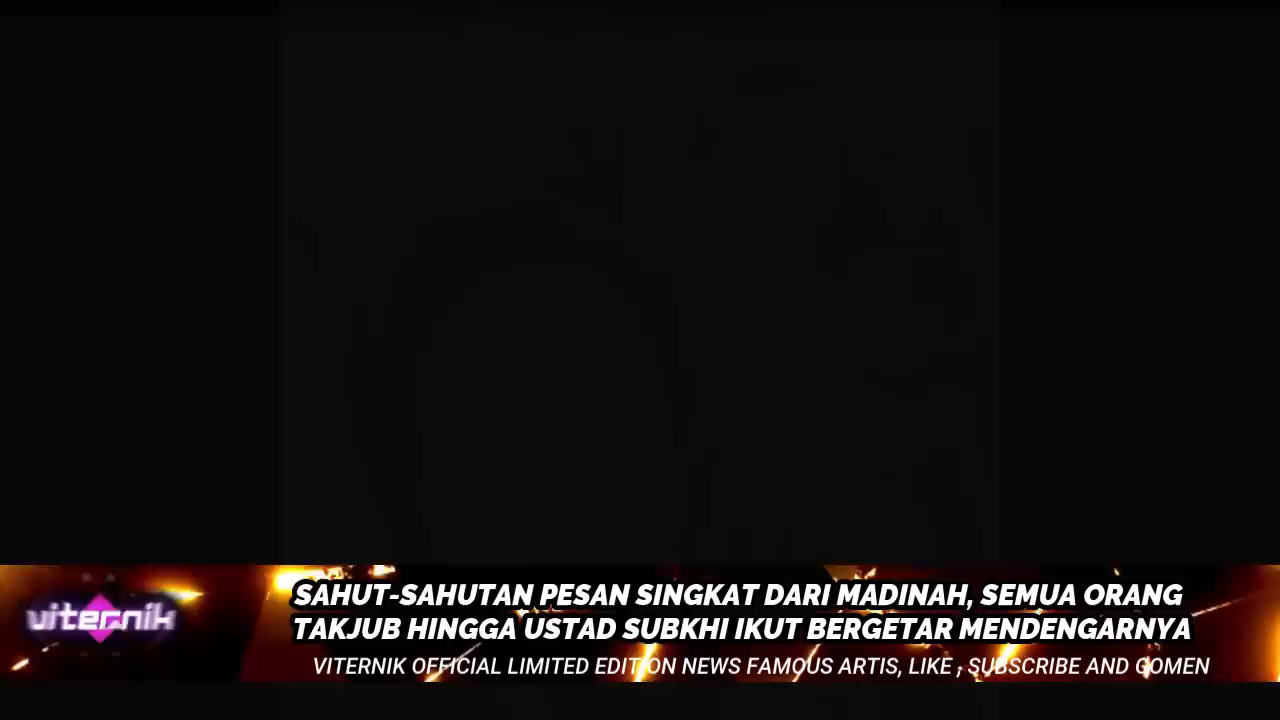 viternik
SAHUT-SAHUTAN PESAN SINGKAT DARI MADINAH, SEMUA ORANG
TAKJUB HINGGA USTAD SUBKHI IKUT BERGETAR MENDENGARNYA
VITERNIK OFFICIAL LIMITED EDITION NEWS FAMOUS ARTIS, LIKE , SUBSCRIBE AND COMEN